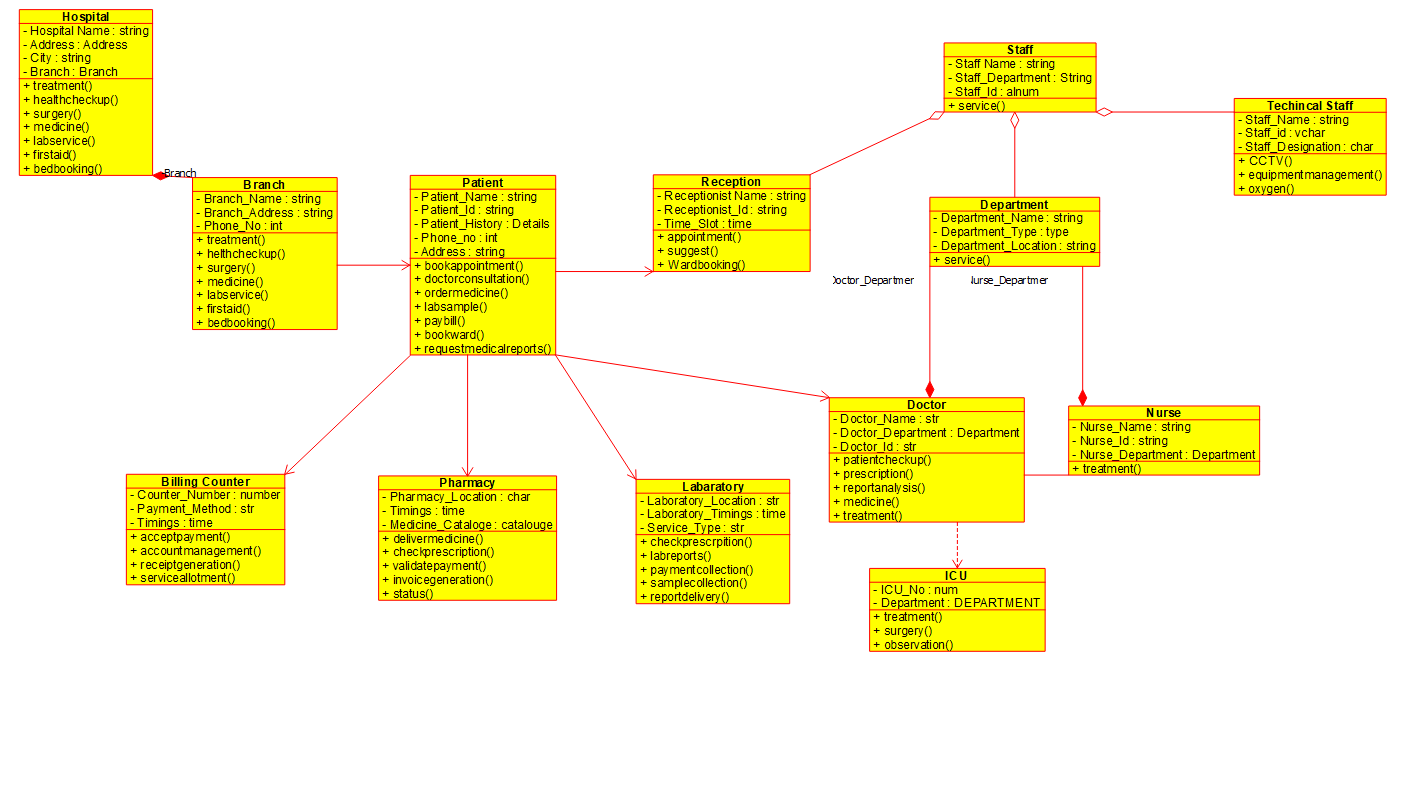 Hospital
- Hospital Name : string
- Address : Address
- City : string
- Branch : Branch
+ treatment()
+ healthcheckup()
+ surgery()
+ medicine()
+ labservice()
+ firstaid()
+ bedbooking()
Branch
Branch
- Branch_Name : string
- Branch_Address : string
- Phone_No : int
+ treatment()
+ helthcheckup()
+ surgery()
+ medicine()
+ labservice()
+ firstaid()
+ bedbooking()
Patient
- Patient_Name : string
- Patient_Id : string
- Patient_History : Details
- Phone_no : int
- Address : string
+ bookappointment()
+ doctorconsultation()
+ ordermedicine()
+ labsample()
+ paybill()
+ bookward()
+ requestmedicalreports()
Reception
- Receptionist Name : string
- Receptionist_Id : string
- Time_Slot : time
+ appointment()
+ suggest()
+ Wardbooking()
Staff
- Staff Name : string
- Staff_Department : String
- Staff_Id : alnum
+ service()
Techincal Staff
- Staff_Name : string
- Staff_id : vchar
- Staff_Designation : char
+ CCTV()
+ equipmentmanagement()
+ oxygen()
Department
- Department_Name : string
- Department_Type : type
- Department_Location : string
+ service()
Doctor_Departmer
Nurse_Departmer
Doctor
- Doctor_Name : str
- Doctor_Department : Department
- Doctor_Id : str
+ patientcheckup()
+ prescription()
+ reportanalysis()
+ medicine()
+ treatment()
Nurse
- Nurse_Name : string
- Nurse_Id : string
- Nurse_Department : Department
+ treatment()
Billing Counter
- Counter_Number : number
- Payment_Method : str
- Timings : time
+ acceptpayment()
+ accountmanagement()
+ receiptgeneration()
+ serviceallotment()
Pharmacy
- Pharmacy_Location : char
- Timings : time
- Medicine_Cataloge : catalouge
+ delivermedicine()
+ checkprescription()
+ validatepayment()
+ invoicegeneration()
+ status()
Labaratory
- Laboratory_Location : str
- Laboratory_Timings : time
- Service_Type : str
+ checkprescrpition()
+ labreports()
+ paymentcollection()
+ samplecollection()
+ reportdelivery()
ICU
- ICU_No : num
- Department : DEPARTMENT
+ treatment()
+ surgery()
+ observation()